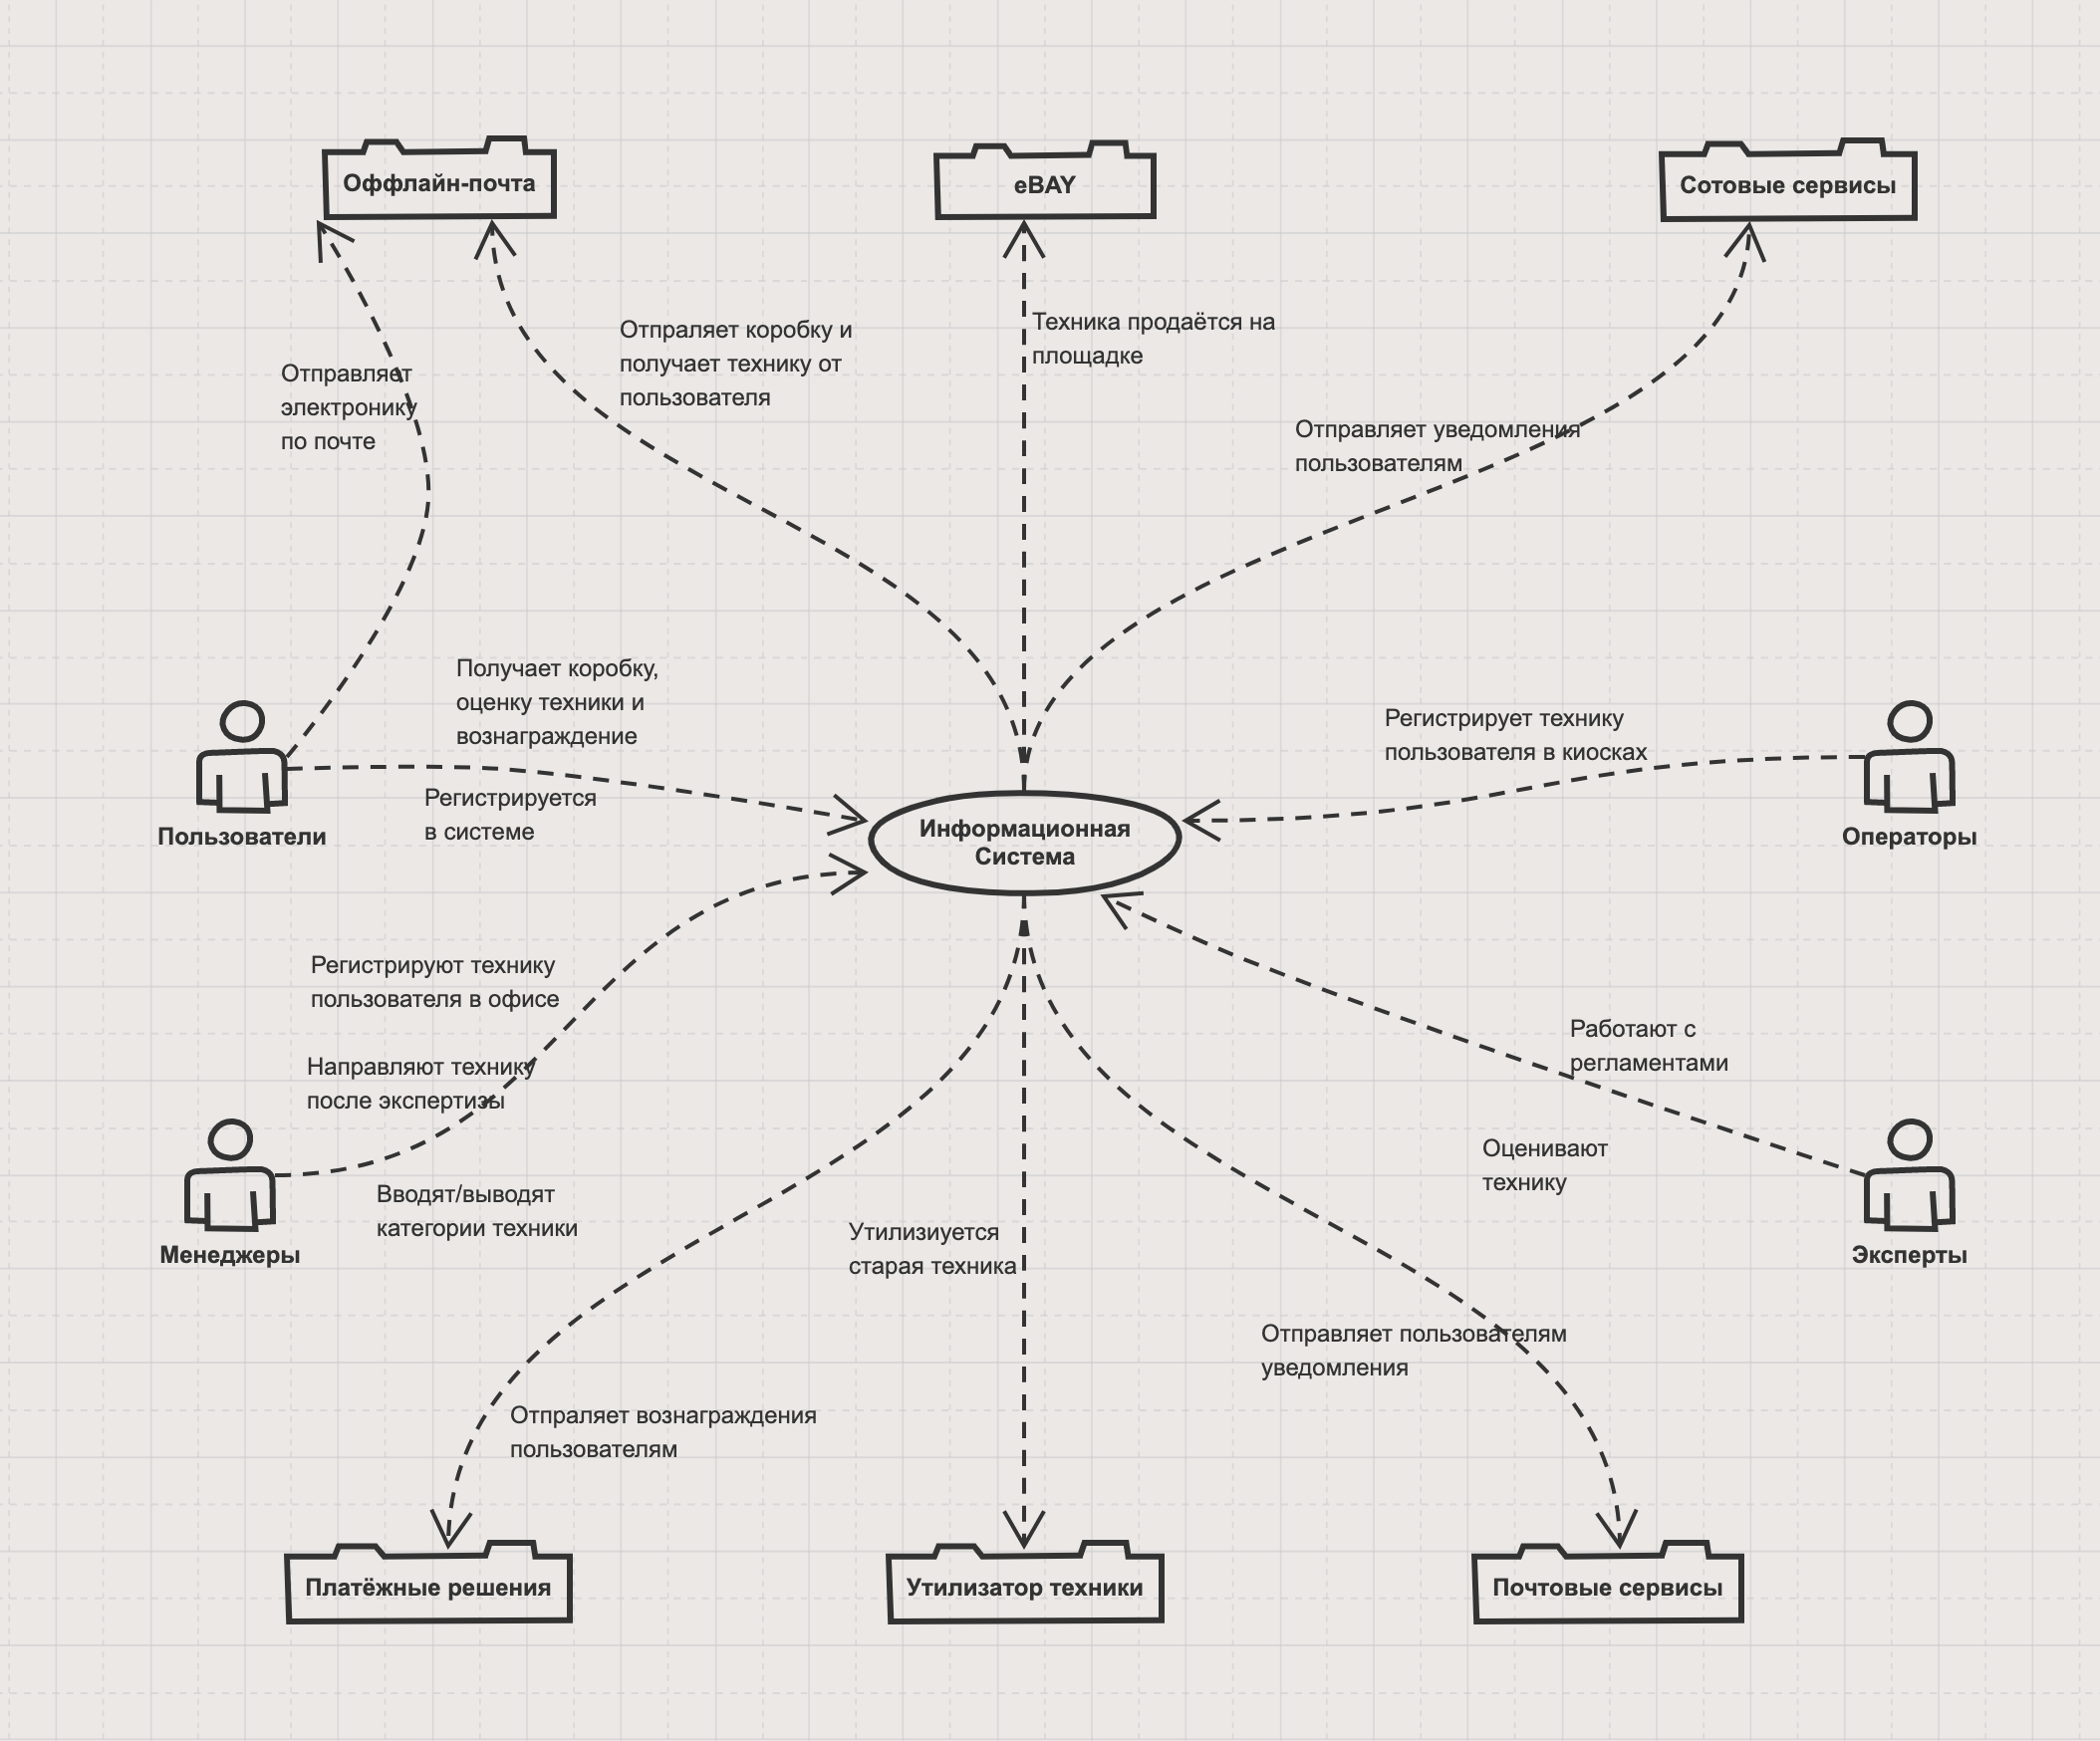 Оффлайн-почта
eBAY
Сотовые сервисы
Отпраляет коробку и
получает технику от
пользователя
Техника продаётся на
площадке
Отправляет
электронику
по почте
Отправляет уведомления
пользователям
Получает коробку,
оценку техники и
вознаграждение
Регистрирует технику
пользователя в киосках
Регистрируется
в системе
Пользователи
Информационная
Система
Операторы
Регистрируют технику
пользователя в офисе
Направляют технику
после экспертизы
Работают с
регламентами
Оценивают
технику
Вводят/выводят
категории техники
Менеджеры
Утилизиуется
старая техника
Эксперты
Отправляет пользователям
уведомления
Отпраляет вознаграждения
пользователям
Платёжные решения
Утилизатор техники
Почтовые сервисы